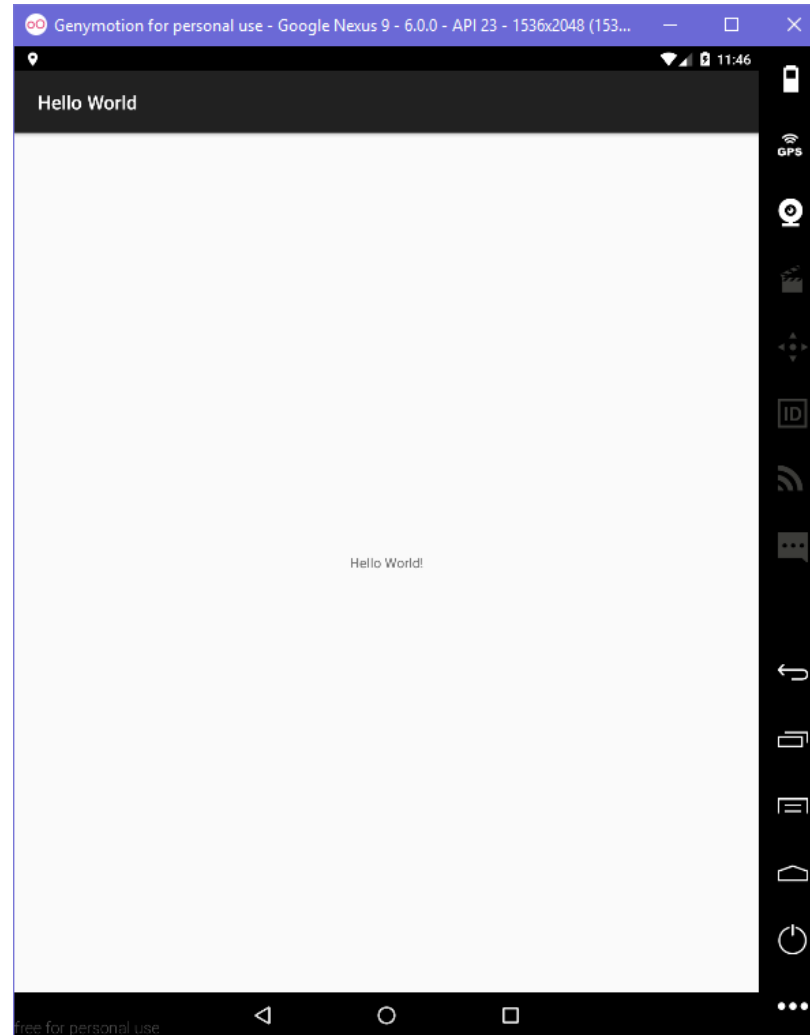 Genymotion for personal use - Google Nexus 9 - 6.0.0 - API 23 - 1536x2048 (153...
11:46
Hello World
GPS
ID
Hello World!
free for personal use